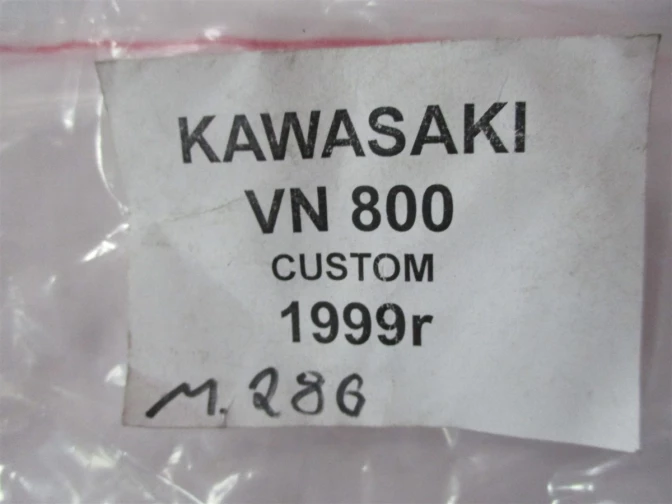 KAWASAKI
VN 800
CUSTOM
1999r
M. 286